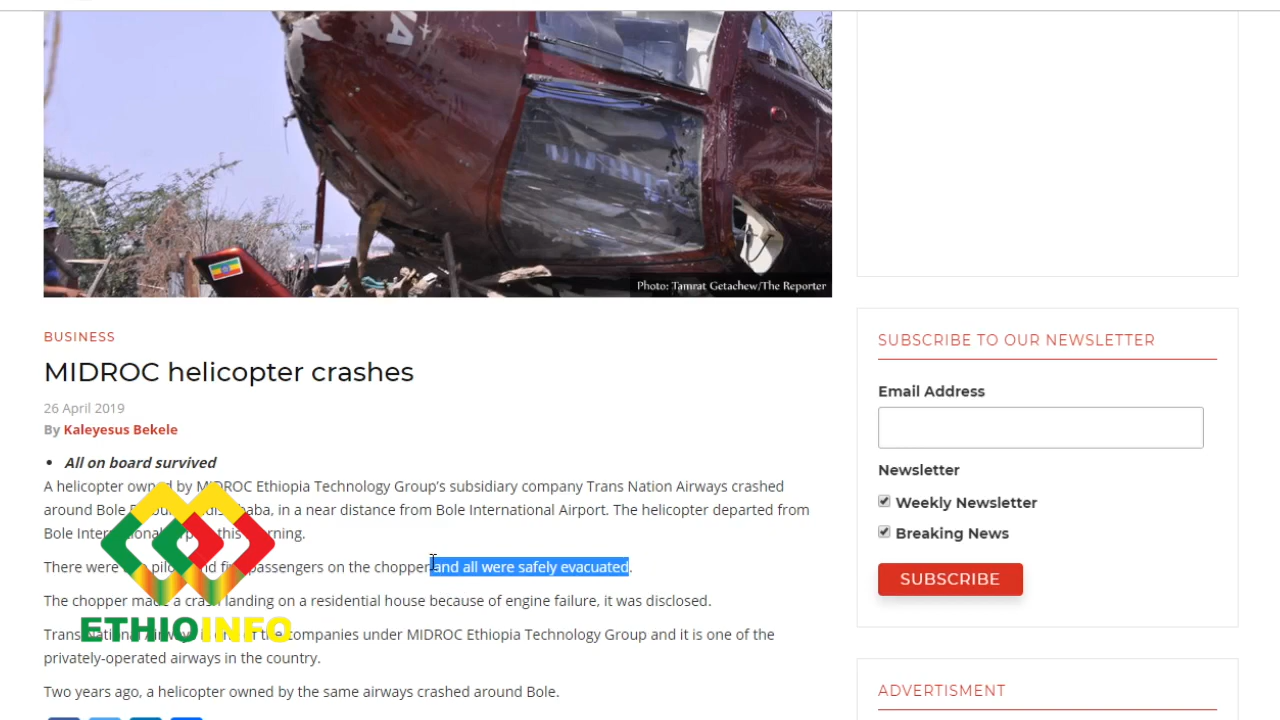 A
Photo: Tamrat Getachew/The Reporter
BUSINESS
MIDROC helicopter crashes
26 April 2019
By Kaleyesus Bekele
• All on board survived
A helicopter owned by MIDROC Ethiopia Technology Group's subsidiary company Trans Nation Airways crashed
around Bole in a near distance from Bole International Airport. The helicopter departed from
Bole this morning.
There were passengers on the chopper and all were safely evacuated.
The chopper made a crash landing on a residential house because of engine failure, it was disclosed.
Trans of the companies under MIDROC Ethiopia Technology Group and it is one of the
privately-operated airways in the country.
Two years ago, a helicopter owned by the same airways crashed around Bole.
ETHIOINFO
SUBSCRIBE TO OUR NEWSLETTER
Email Address
Newsletter
Weekly Newsletter
Breaking News
SUBSCRIBE
ADVERTISMENT